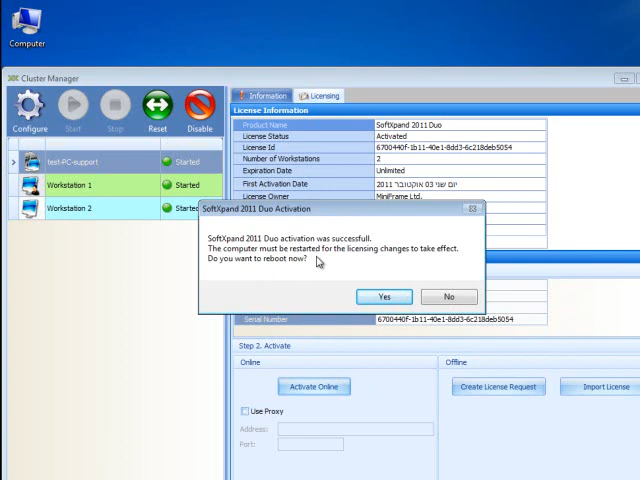 Computer
Cluster Manager
Configure
Start
Stop
Reset
Disable
Information
Licensing
License Information
Product Name
SoftXpand 2011 Duo
License Status
Activated
License Id
6700440f-1b11-40e1-8dd3-6c218deb5054
Number of Workstations
2
Expiration Date
Unlimited
First Activation Date
יום שני 03 אוקטובר 2011
License Owner
MiniFrame Ltd.
test-PC-support
Started
Workstation 1
Started
Workstation 2
Started
SoftXpand 2011 Duo Activation
SoftXpand 2011 Duo activation was successfull.
The computer must be restarted for the licensing changes to take effect.
Do you want to reboot now?
Yes
No
Serial Number
6700440f-1b11-40e1-8dd3-6c218deb5054
Step 2. Activate
Online
Offline
Activate Online
Create License Request
Import License
Use Proxy
Address:
Port: